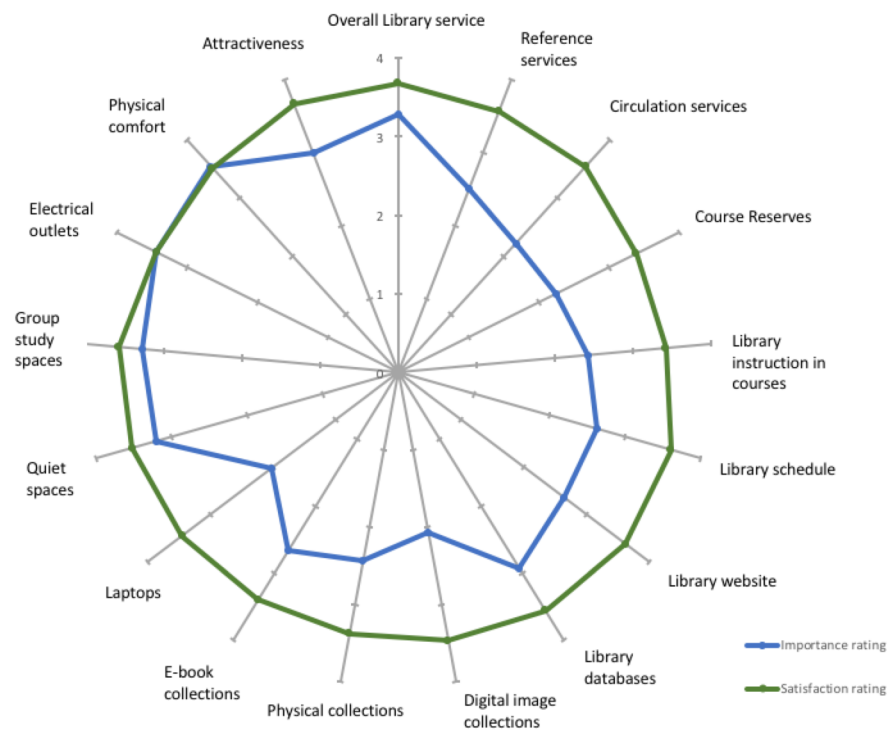 Overall Library service
Attractiveness
Reference
services
4
Physical
comfort
Circulation services
3
Electrical
outlets
Course Reserves
2
1
Group
study
spaces
Library
instruction in
courses
0
Quiet
spaces
Library schedule
Laptops
Library website
E-book
collections
Library
databases
Physical collections
Digital image
collections
Importance rating
Satisfaction rating